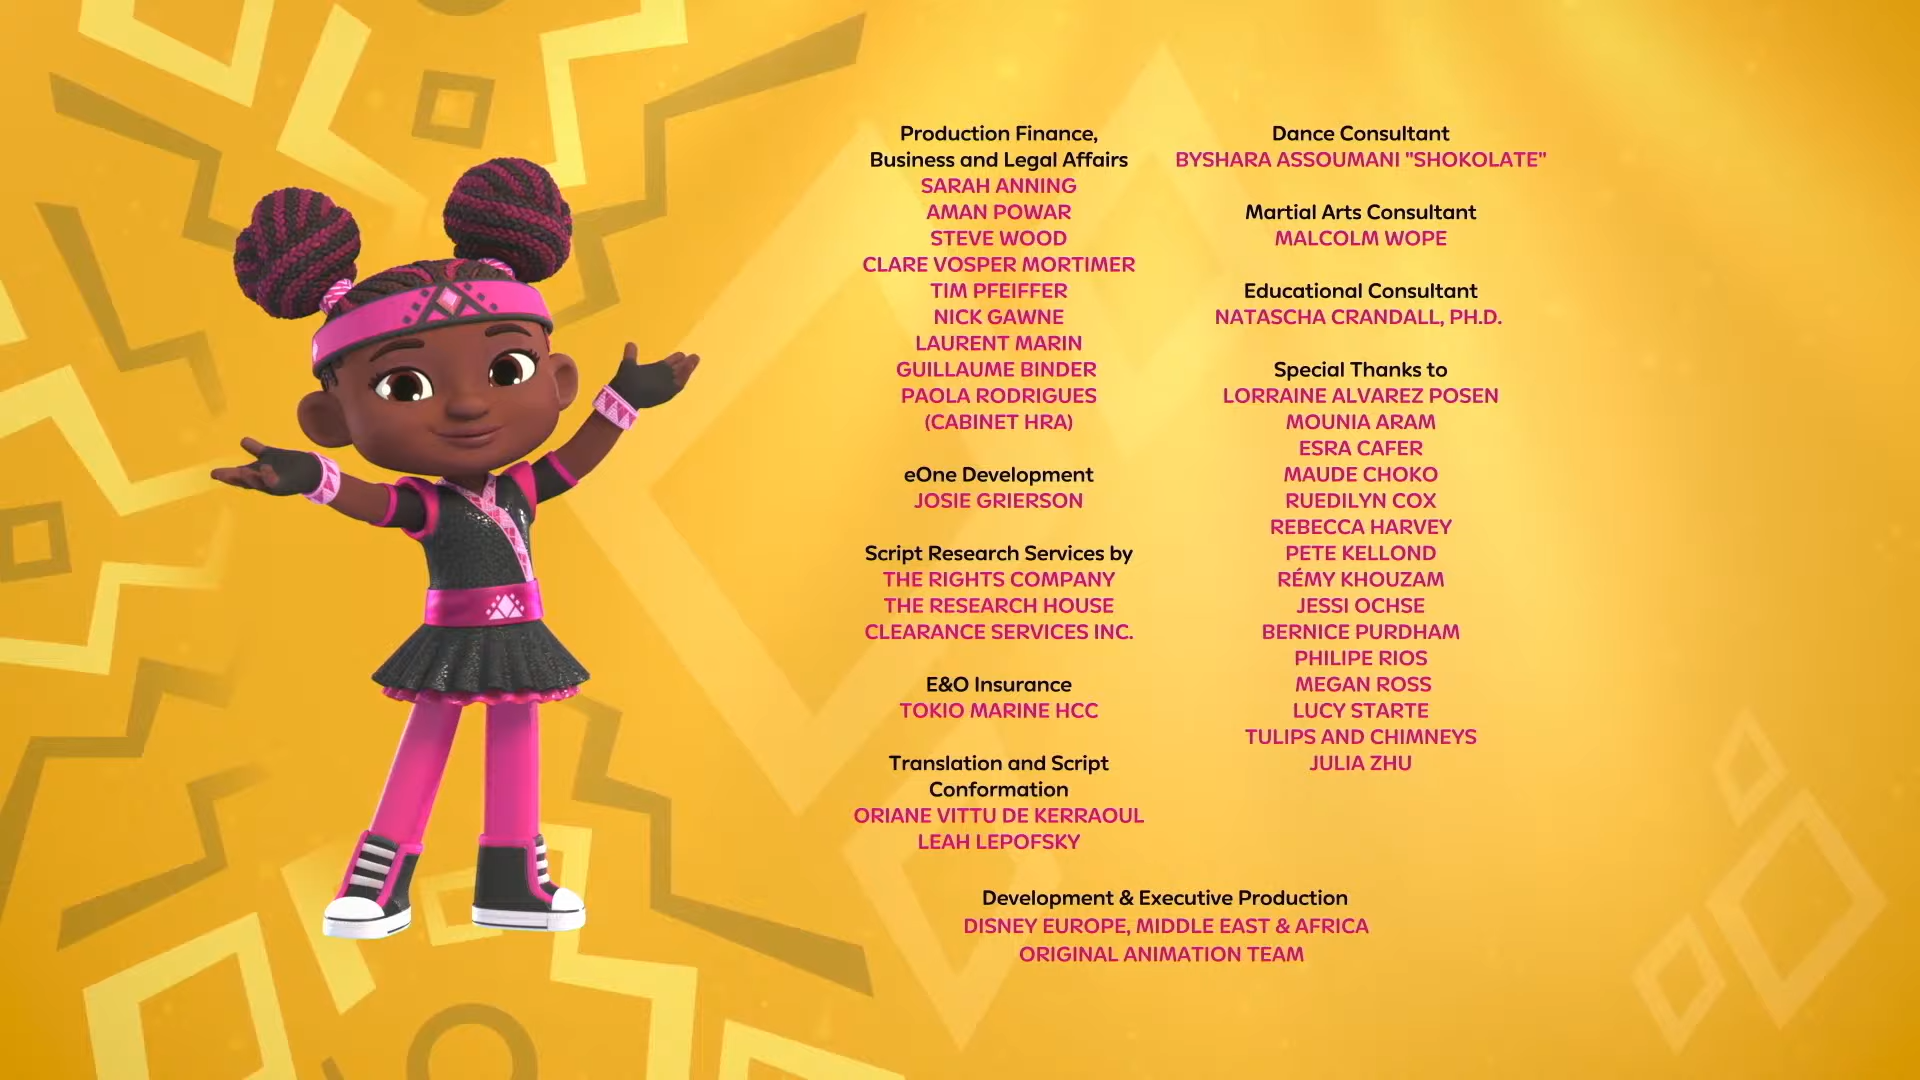 Production Finance,
Business and Legal Affairs
SARAH ANNING
AMAN POWAR
STEVE WOOD
CLARE VOSPER MORTIMER
TIM PFEIFFER
NICK GAWNE
LAURENT MARIN
GUILLAUME BINDER
PAOLA RODRIGUES
(CABINET HRA)
eOne Development
JOSIE GRIERSON
Script Research Services by
THE RIGHTS COMPANY
THE RESEARCH HOUSE
CLEARANCE SERVICES INC.
E&O Insurance
TOKIO MARINE HCC
Translation and Script
Conformation
ORIANE VITTU DE KERRAOUL
LEAH LEPOFSKY
Dance Consultant
BYSHARA ASSOUMANI "SHOKOLATE"
Martial Arts Consultant
MALCOLM WOPE
Educational Consultant
NATASCHA CRANDALL, PH.D.
Special Thanks to
LORRAINE ALVAREZ POSEN
MOUNIA ARAM
ESRA CAFER
MAUDE CHOKO
RUEDILYN COX
REBECCA HARVEY
PETE KELLOND
RÉMY KHOUZAM
JESSI OCHSE
BERNICE PURDHAM
PHILIPE RIOS
MEGAN ROSS
LUCY STARTE
TULIPS AND CHIMNEYS
JULIA ZHU
Development & Executive Production
DISNEY EUROPE, MIDDLE EAST & AFRICA
ORIGINAL ANIMATION TEAM